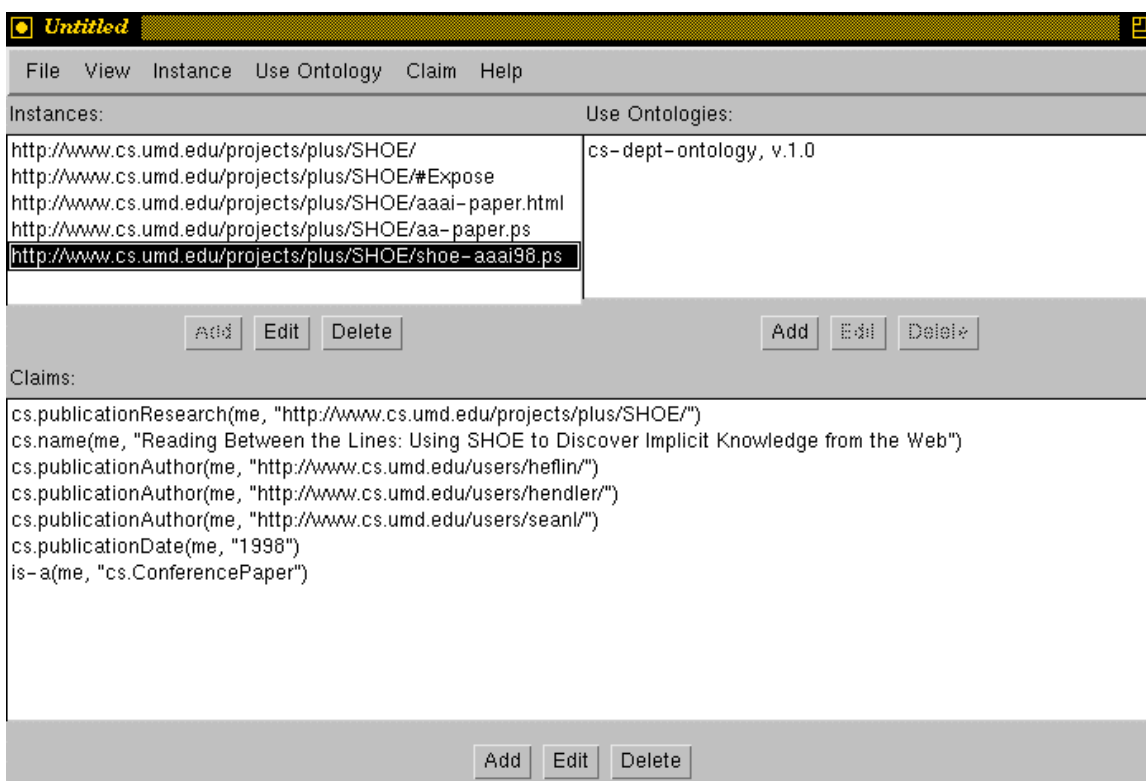 Untitled
File View Instance Use Ontology Claim Help
Instances:
http://www.cs.umd.edu/projects/plus/SHOE/
http://www.cs.umd.edu/projects/plus/SHOE/#Expose
http://www.cs.umd.edu/projects/plus/SHOE/aaai-paper.html
http://www.cs.umd.edu/projects/plus/SHOE/aa-paper.ps
http://www.cs.umd.edu/projects/plus/SHOE/shoe-aaai98.ps
Add Edit Delete
Use Ontologies:
cs-dept-ontology, v.1.0
Add Edit Delete
Claims:
cs.publicationResearch(me, "http://www.cs.umd.edu/projects/plus/SHOE/")
cs.name(me, "Reading Between the Lines: Using SHOE to Discover Implicit Knowledge from the Web")
cs.publicationAuthor(me, "http://www.cs.umd.edu/users/heflin/")
cs.publicationAuthor(me, "http://www.cs.umd.edu/users/hendler/")
cs.publicationAuthor(me, "http://www.cs.umd.edu/users/seanl/")
cs.publicationDate(me, "1998")
is-a(me, "cs.ConferencePaper")
Add Edit Delete